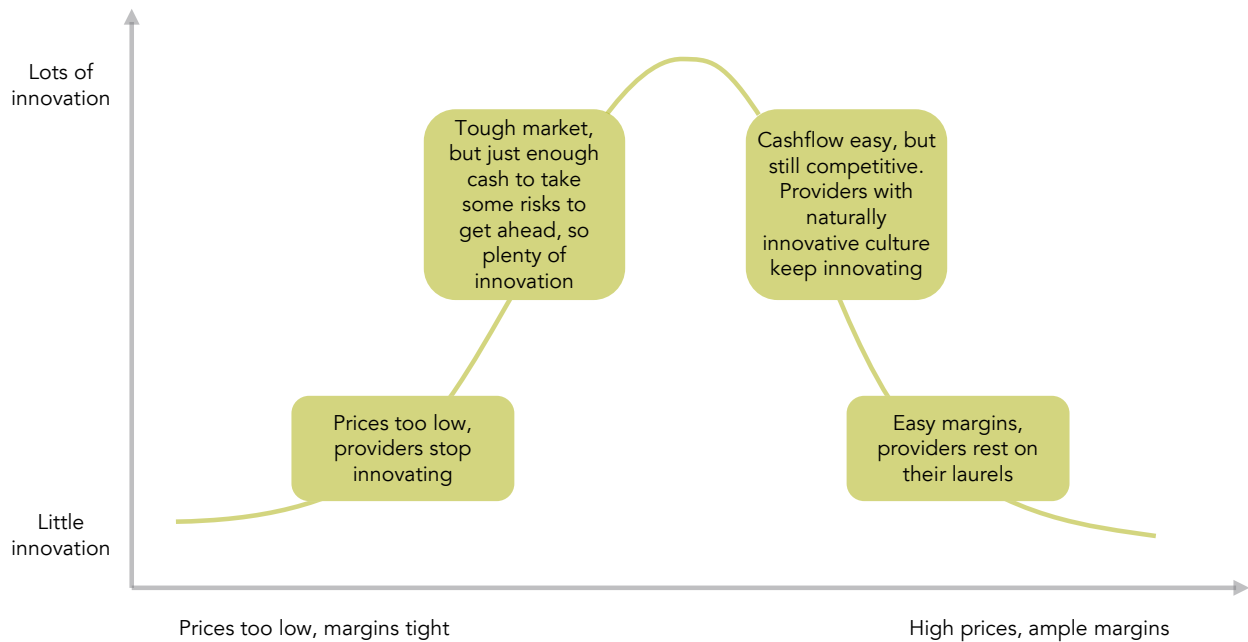 Lots of
innovation
Tough market,
but just enough
cash to take
some risks to
get ahead, so
plenty of
innovation
Cashflow easy, but
still competitive.
Providers with
naturally
innovative culture
keep innovating
Prices too low,
providers stop
innovating
Easy margins,
providers rest on
their laurels
Little
innovation
Prices too low, margins tight
High prices, ample margins